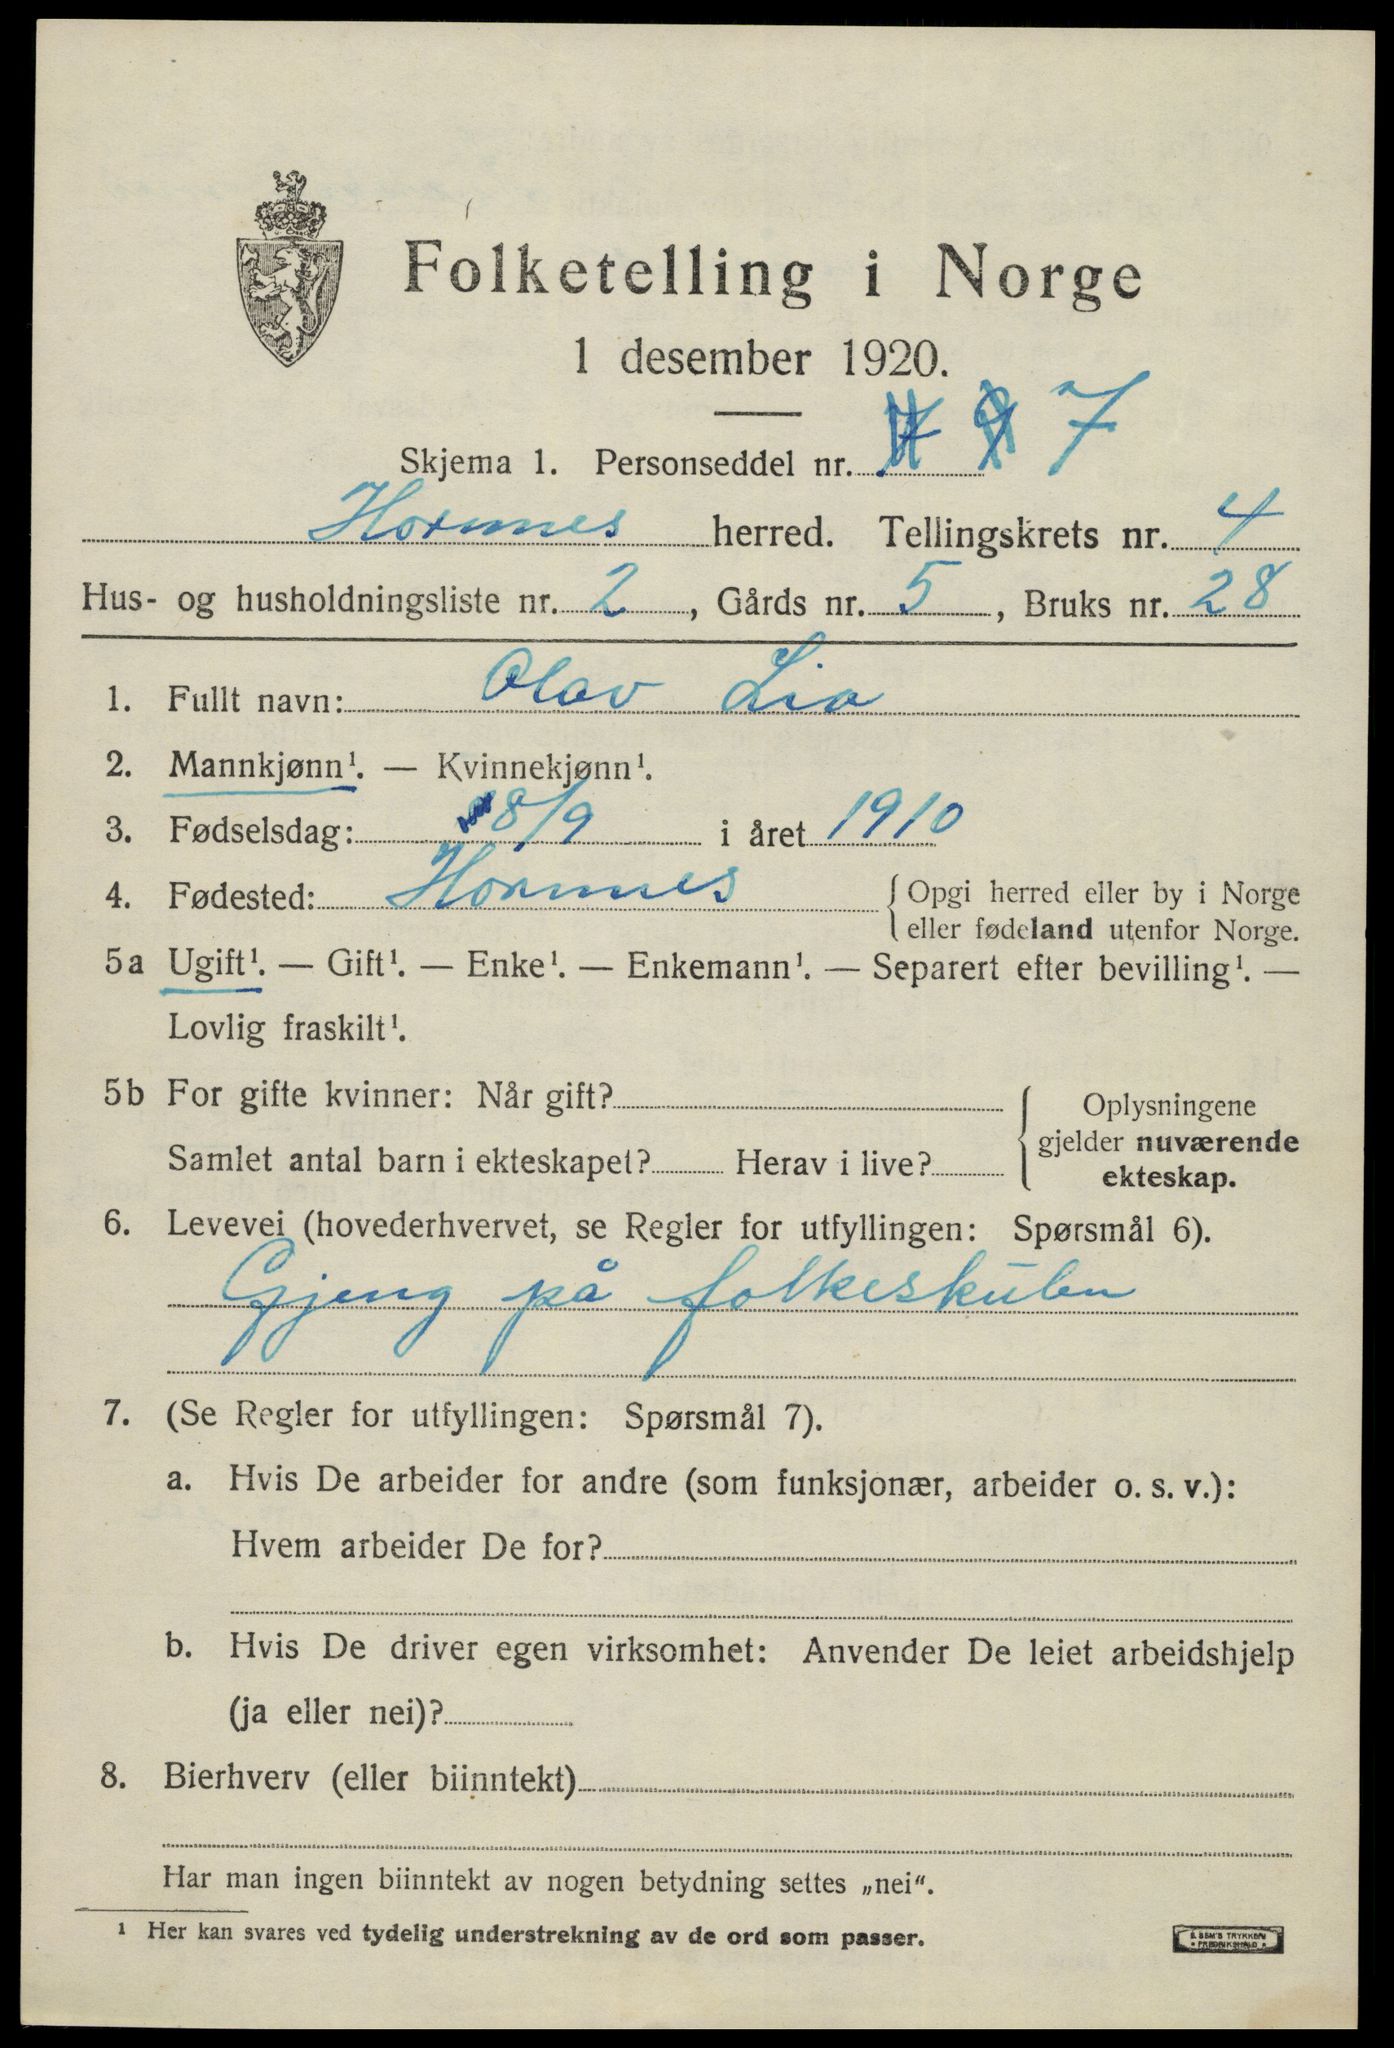 Folketelling i Norge
1 desember 1920.
Skjema 1. Personseddel nr. 7
Hornnes herred. Tellingskrets nr. 4
Hus- og husholdningsliste nr. 2, Gårds nr. 5, Bruks nr. 28
1. Fullt navn: Olav Lia
2. Mannkjønn¹. — Kvinnekjønn¹.
3. Fødselsdag: 8/9 i året 1910
4. Fødested: Hornnes {Opgi herred eller by i Norge
eller fødeland utenfor Norge.
5a Ugift¹. — Gift¹. — Enke¹. — Enkemann¹. — Separert efter bevilling¹. —
Lovlig fraskilt¹.
5b For gifte kvinner: Når gift?
Samlet antal barn i ekteskapet? Herav i live?
{Oplysningene
gjelder nuværende
ekteskap.
6. Levevei (hovederhvervet, se Regler for utfyllingen: Spørsmål 6).
Gjeng på folkeskulen
7. (Se Regler for utfyllingen: Spørsmål 7).
a. Hvis De arbeider for andre (som funksjonær, arbeider o. s. v.):
Hvem arbeider De for?
b. Hvis De driver egen virksomhet: Anvender De leiet arbeidshjelp
(ja eller nei)?
8. Bierhverv (eller biinntekt)
Har man ingen biinntekt av nogen betydning settes „nei“.
¹ Her kan svares ved tydelig understrekning av de ord som passer.
E. SEM'S TRYKKERI
FREDRIKSHALD